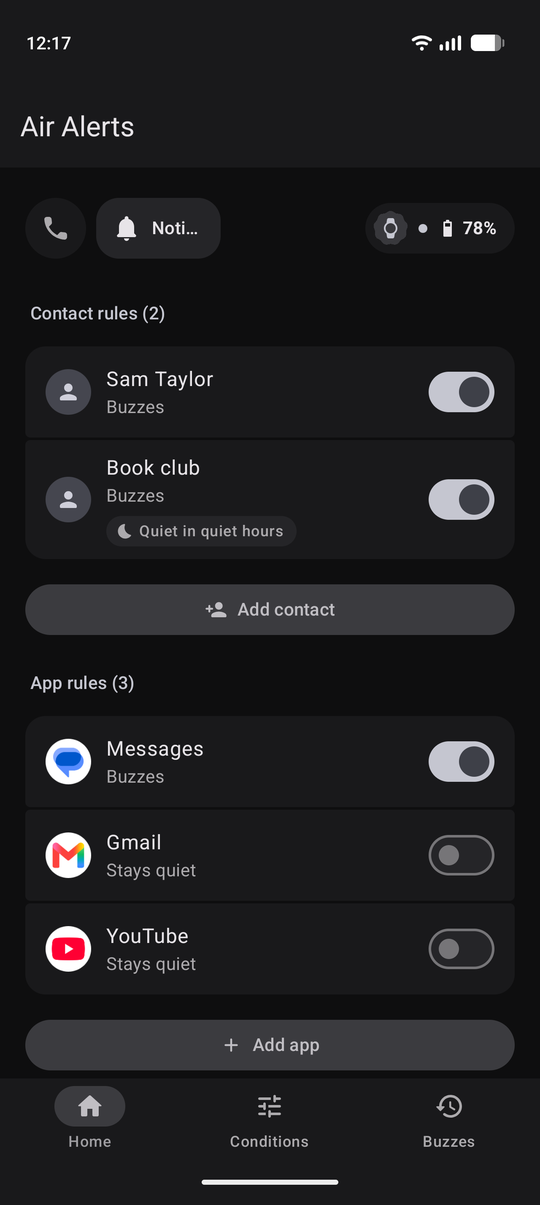 12:17
Air Alerts
Noti...
78%
Contact rules (2)
Sam Taylor
Buzzes
Book club
Buzzes
Quiet in quiet hours
Add contact
App rules (3)
Messages
Buzzes
Gmail
Stays quiet
YouTube
Stays quiet
Add app
Home
Conditions
Buzzes